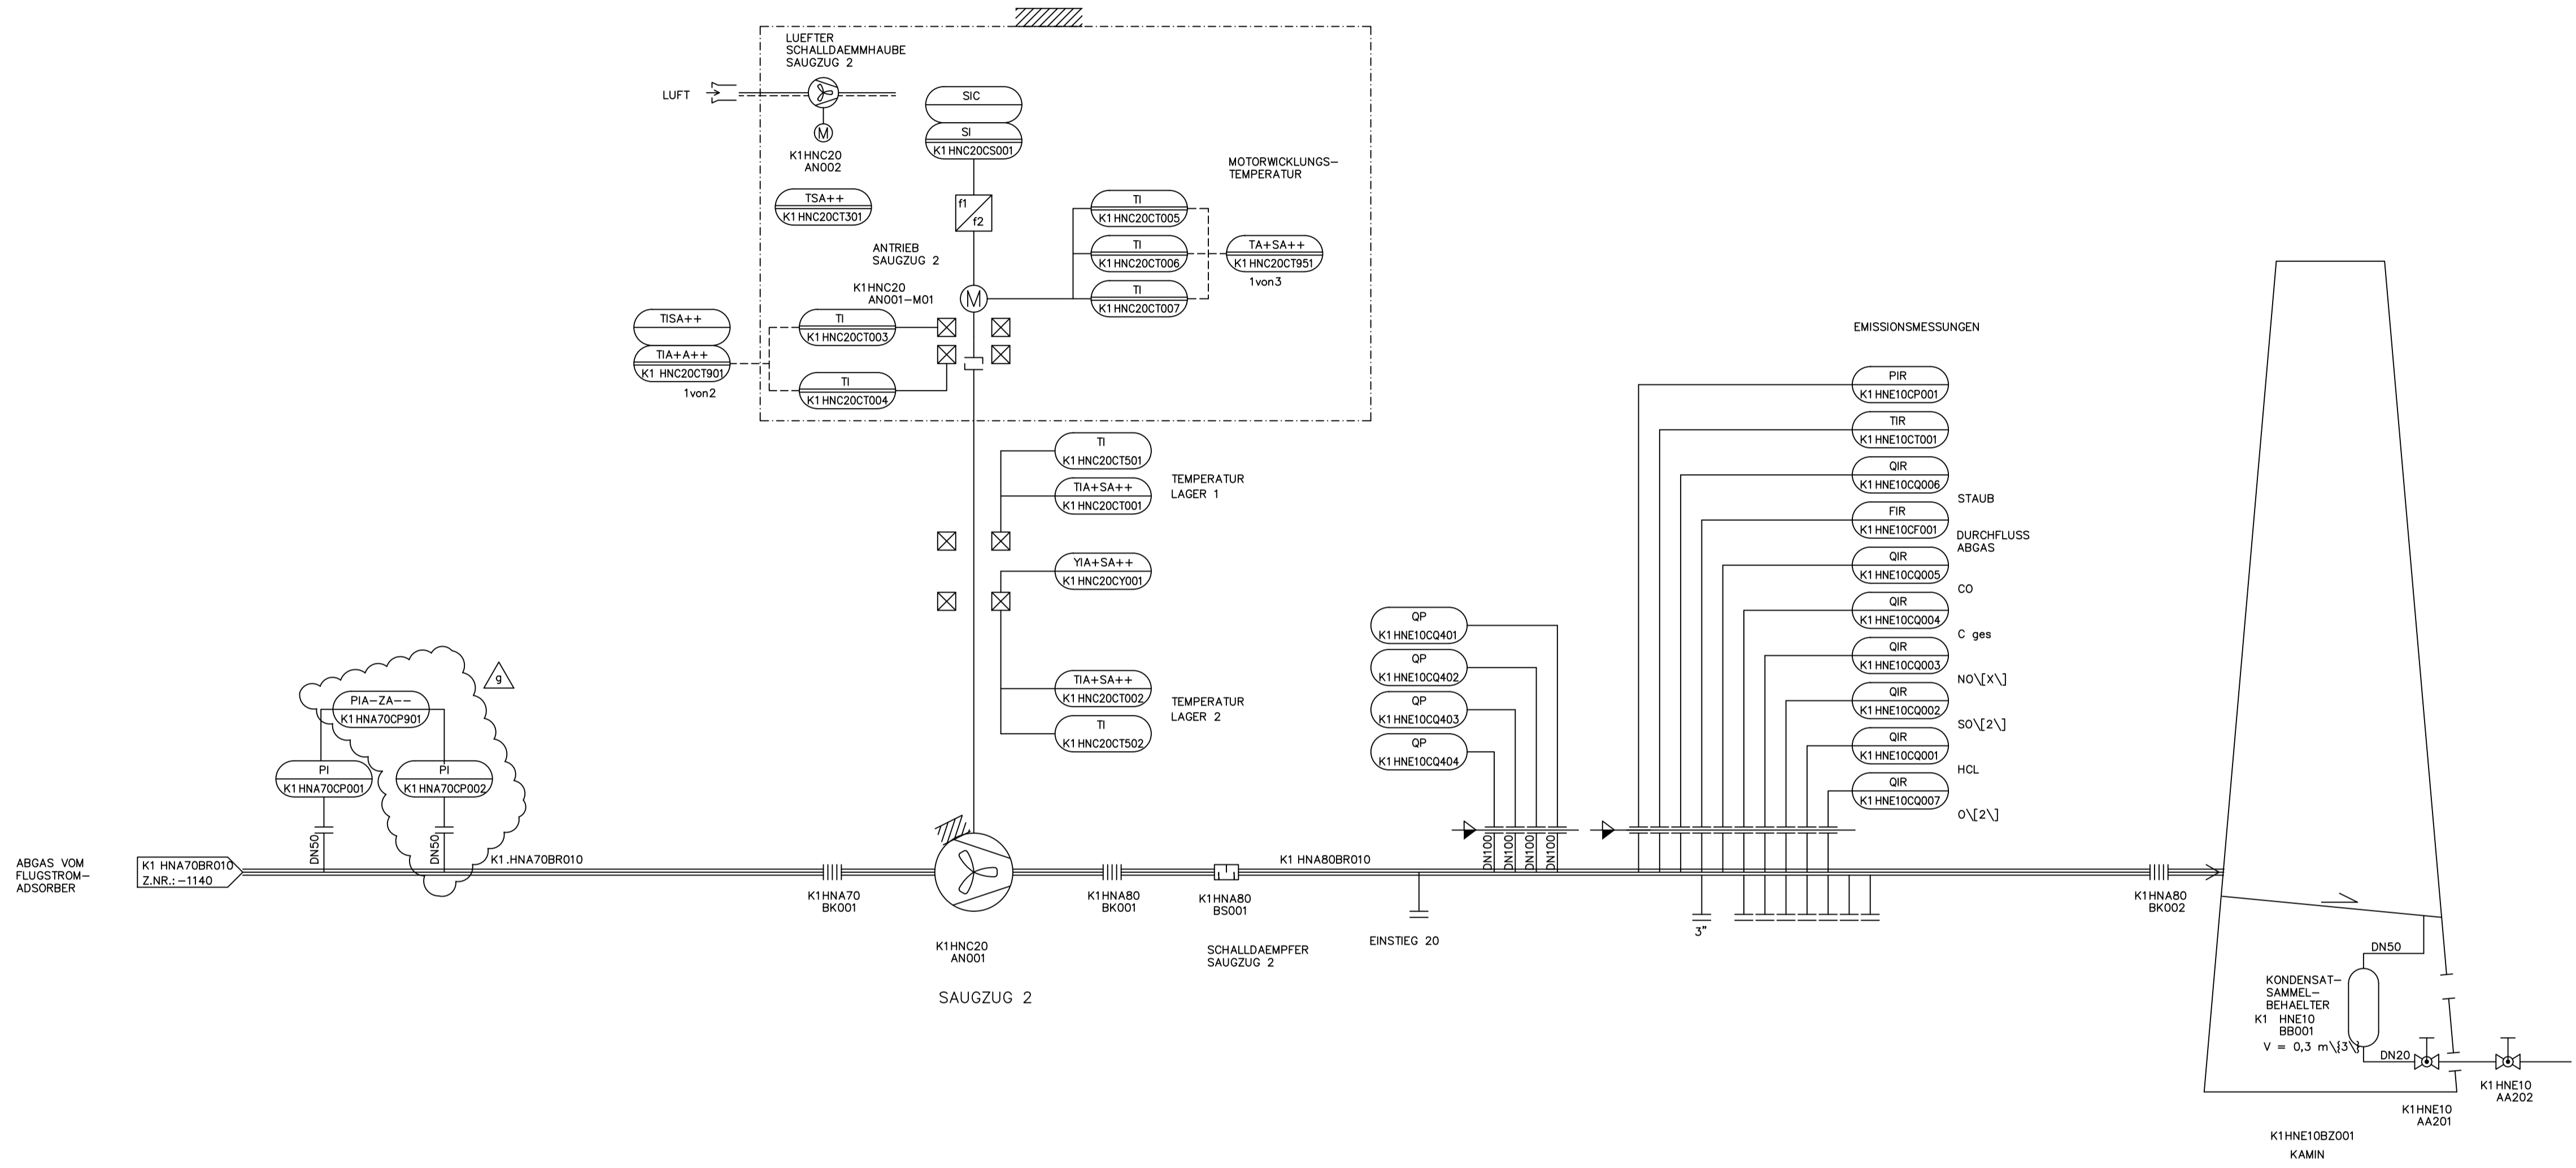 LUEFTER
SCHALLDAEMMHAUBE
SAUGZUG 2
LUFT
M
K1HNC20
AN002
SIC
SI
K1HNC20CS001
TSA++
K1HNC20CT301
f1
f2
ANTRIEB
SAUGZUG 2
K1HNC20
AN001-M01
M
MOTORWICKLUNGS-
TEMPERATUR
TI
K1HNC20CT005
TI
K1HNC20CT006
TI
K1HNC20CT007
TA+SA++
K1HNC20CT951
1von3
TISA++
TIA+A++
K1 HNC20CT901
1von2
TI
K1HNC20CT003
TI
K1HNC20CT004
TI
K1HNC20CT501
TIA+SA++
K1HNC20CT001
TEMPERATUR
LAGER 1
YIA+SA++
K1HNC20CY001
TIA+SA++
K1HNC20CT002
TI
K1HNC20CT502
TEMPERATUR
LAGER 2
EMISSIONSMESSUNGEN
PIR
K1HNE10CP001
TIR
K1HNE10CT001
QIR
K1HNE10CQ006
STAUB
FIR
K1HNE10CF001
DURCHFLUSS
ABGAS
QIR
K1HNE10CQ005
CO
QIR
K1HNE10CQ004
C ges
QIR
K1HNE10CQ003
NO\[X\]
QIR
K1HNE10CQ002
SO\[2\]
QIR
K1HNE10CQ001
HCL
QIR
K1HNE10CQ007
O\[2\]
QP
K1HNE10CQ401
QP
K1HNE10CQ402
QP
K1HNE10CQ403
QP
K1HNE10CQ404
DN100
DN100
DN100
DN100
g
PIA-ZA--
K1HNA70CP901
PI
K1HNA70CP001
PI
K1HNA70CP002
DN50
DN50
ABGAS VOM
FLUGSTROM-
ADSORBER
K1 HNA70BR010
Z.NR.:-1140
K1.HNA70BR010
K1HNA70
BK001
K1HNC20
AN001
SAUGZUG 2
K1HNA80
BK001
K1HNA80
BS001
SCHALLDAEMPFER
SAUGZUG 2
K1 HNA80BR010
EINSTIEG 20
3"
K1HNA80
BK002
DN50
KONDENSAT-
SAMMEL-
BEHAELTER
K1 HNE10
BB001
V = 0,3 m\{3\}
DN20
K1HNE10
AA202
K1HNE10
AA201
K1HNE10BZ001
KAMIN